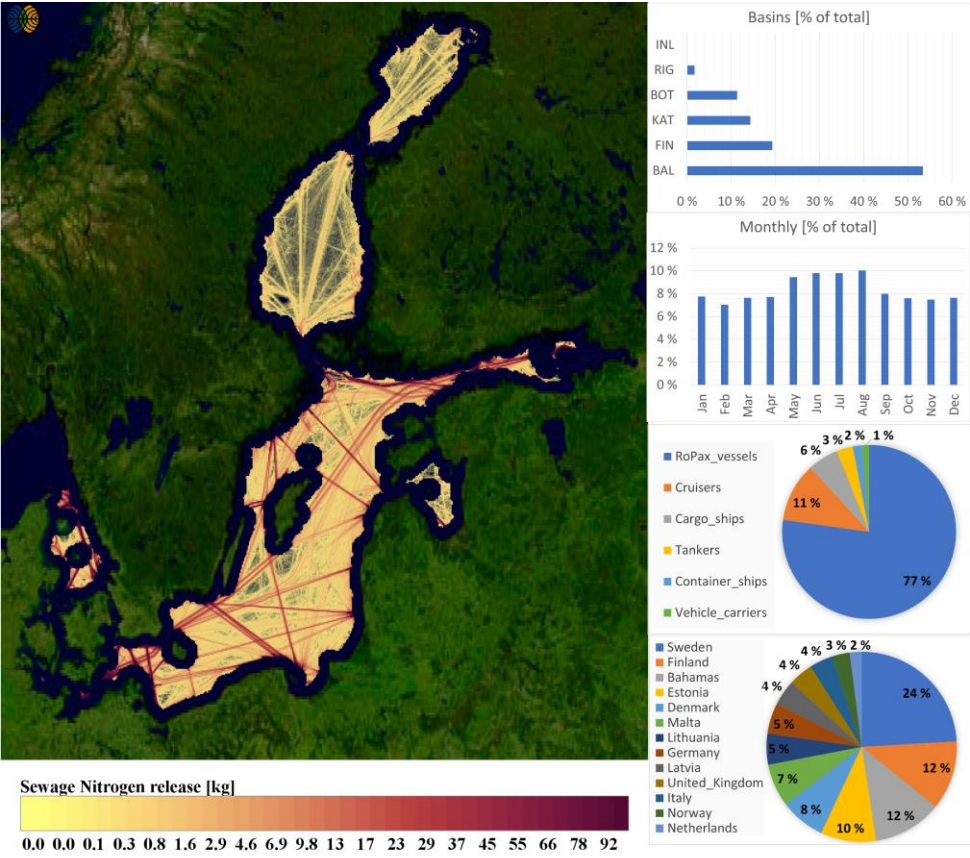 Basins [% of total]
INL
RIG
BOT
KAT
FIN
BAL
0 % 10 % 20 % 30 % 40 % 50 % 60 %
Monthly [% of total]
12 %
10 %
8 %
6 %
4 %
2 %
0 %
Jan Feb Mar Apr May Jun Jul Aug Sep Oct Nov Dec
RoPax_vessels
Cruisers
Cargo_ships
Tankers
Container_ships
Vehicle_carriers
6 % 3 % 2 % 1 %
11 %
77 %
Sweden
Finland
Bahamas
Estonia
Denmark
Malta
Lithuania
Germany
Latvia
United_Kingdom
Italy
Norway
Netherlands
4 % 4 % 4 % 3 % 2 %
24 %
5 %
5 %
12 %
7 %
8 %
10 %
12 %
Sewage Nitrogen release [kg]
0.0 0.0 0.1 0.3 0.8 1.6 2.9 4.6 6.9 9.8 13 17 23 29 37 45 55 66 78 92